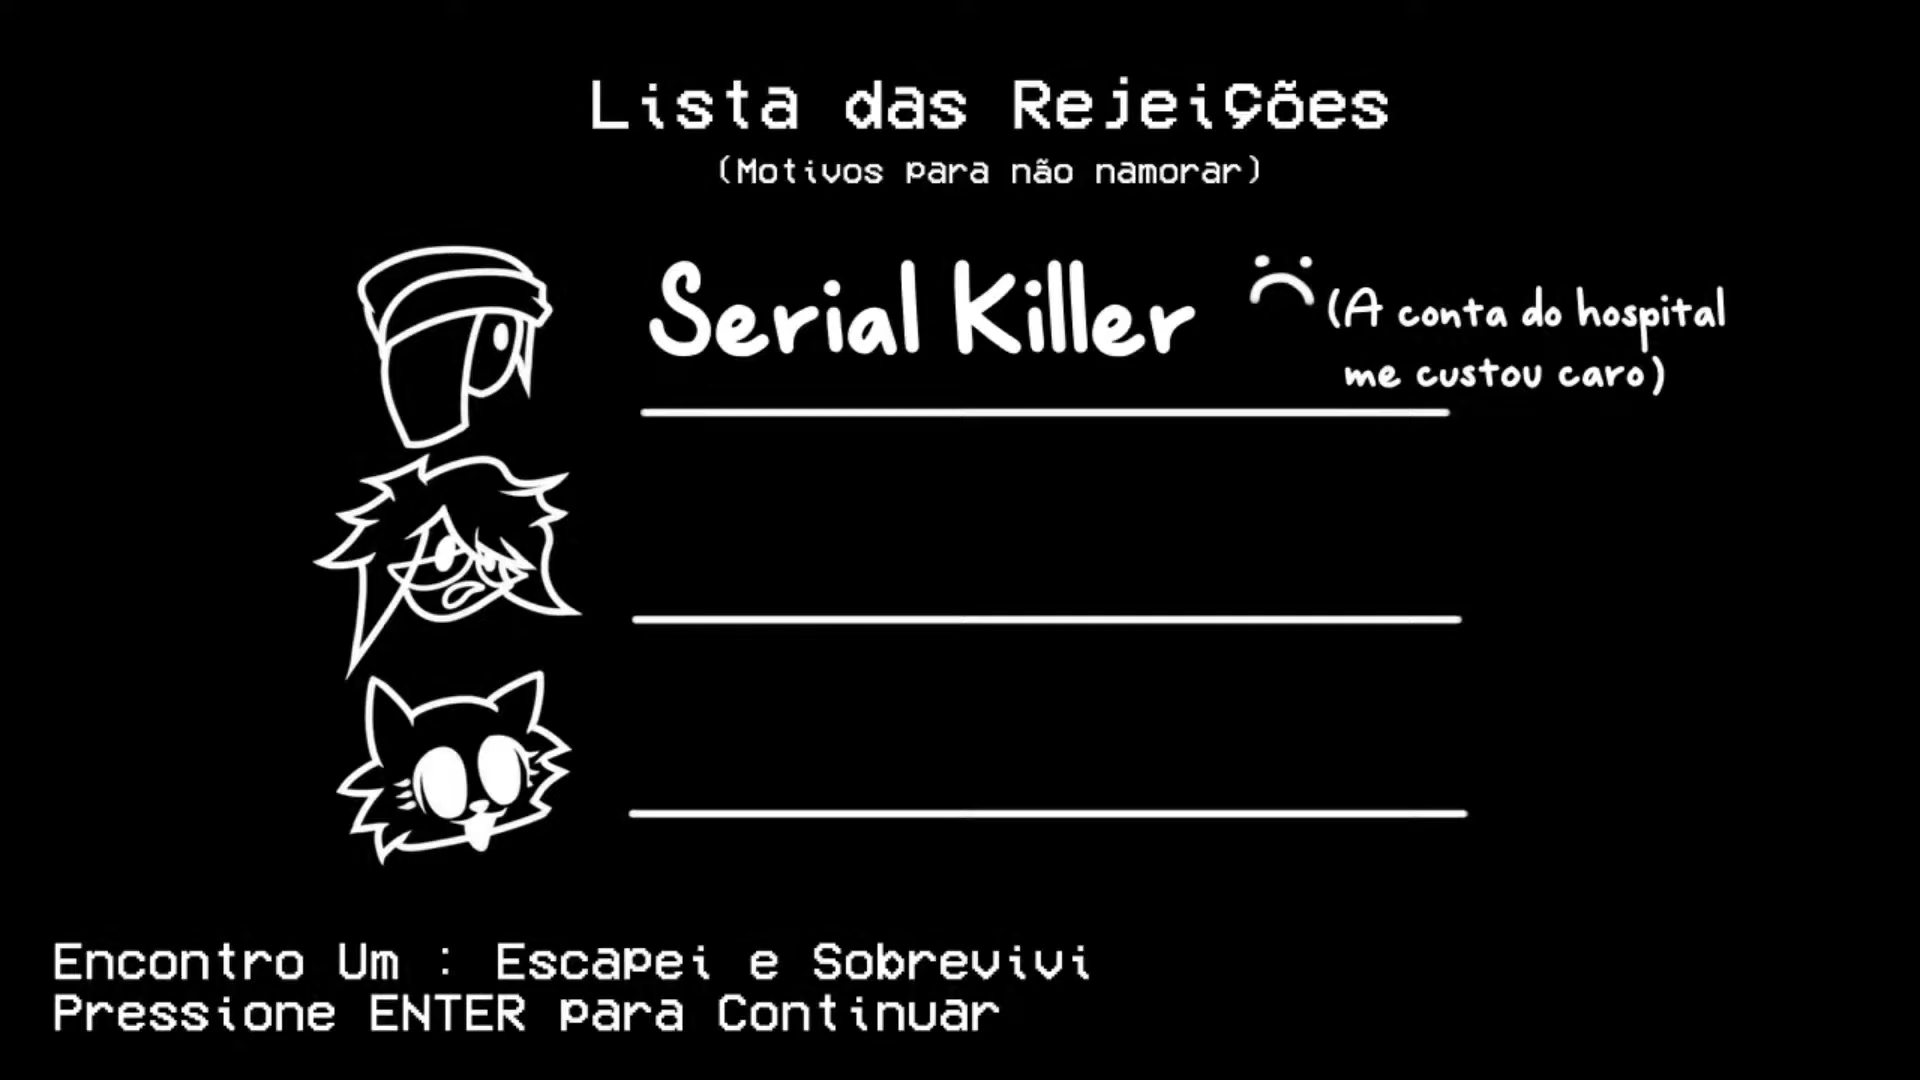 Lista das Rejeições
(Motivos para não namorar)
Serial Killer
(A conta do hospital
me custou caro)
Encontro Um : Escapei e Sobrevivi
Pressione ENTER para Continuar